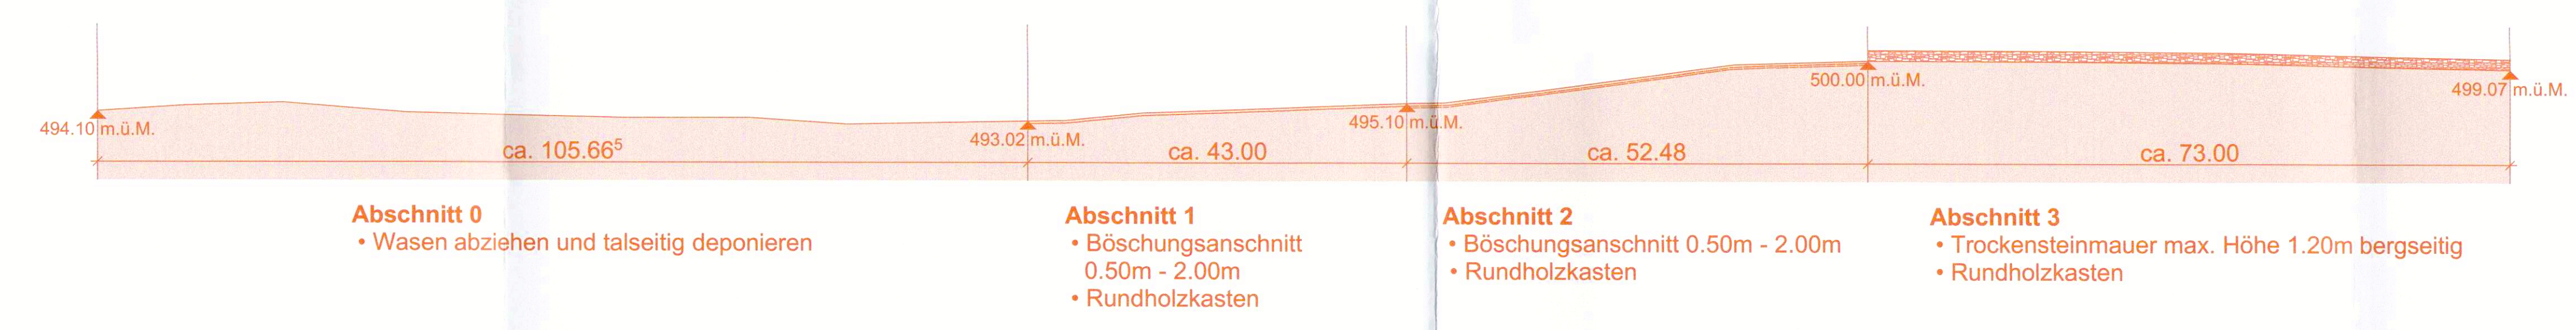 500.00 m.ü.M.
499.07 m.ü.M.
494.10 m.ü.M.
493.02 m.ü.M.
495.10 m.ü.M.
ca. 105.66⁵
ca. 43.00
ca. 52.48
ca. 73.00
Abschnitt 0
• Wasen abziehen und talseitig deponieren
Abschnitt 1
• Böschungsanschnitt
0.50m - 2.00m
• Rundholzkasten
Abschnitt 2
• Böschungsanschnitt 0.50m - 2.00m
• Rundholzkasten
Abschnitt 3
• Trockensteinmauer max. Höhe 1.20m bergseitig
• Rundholzkasten